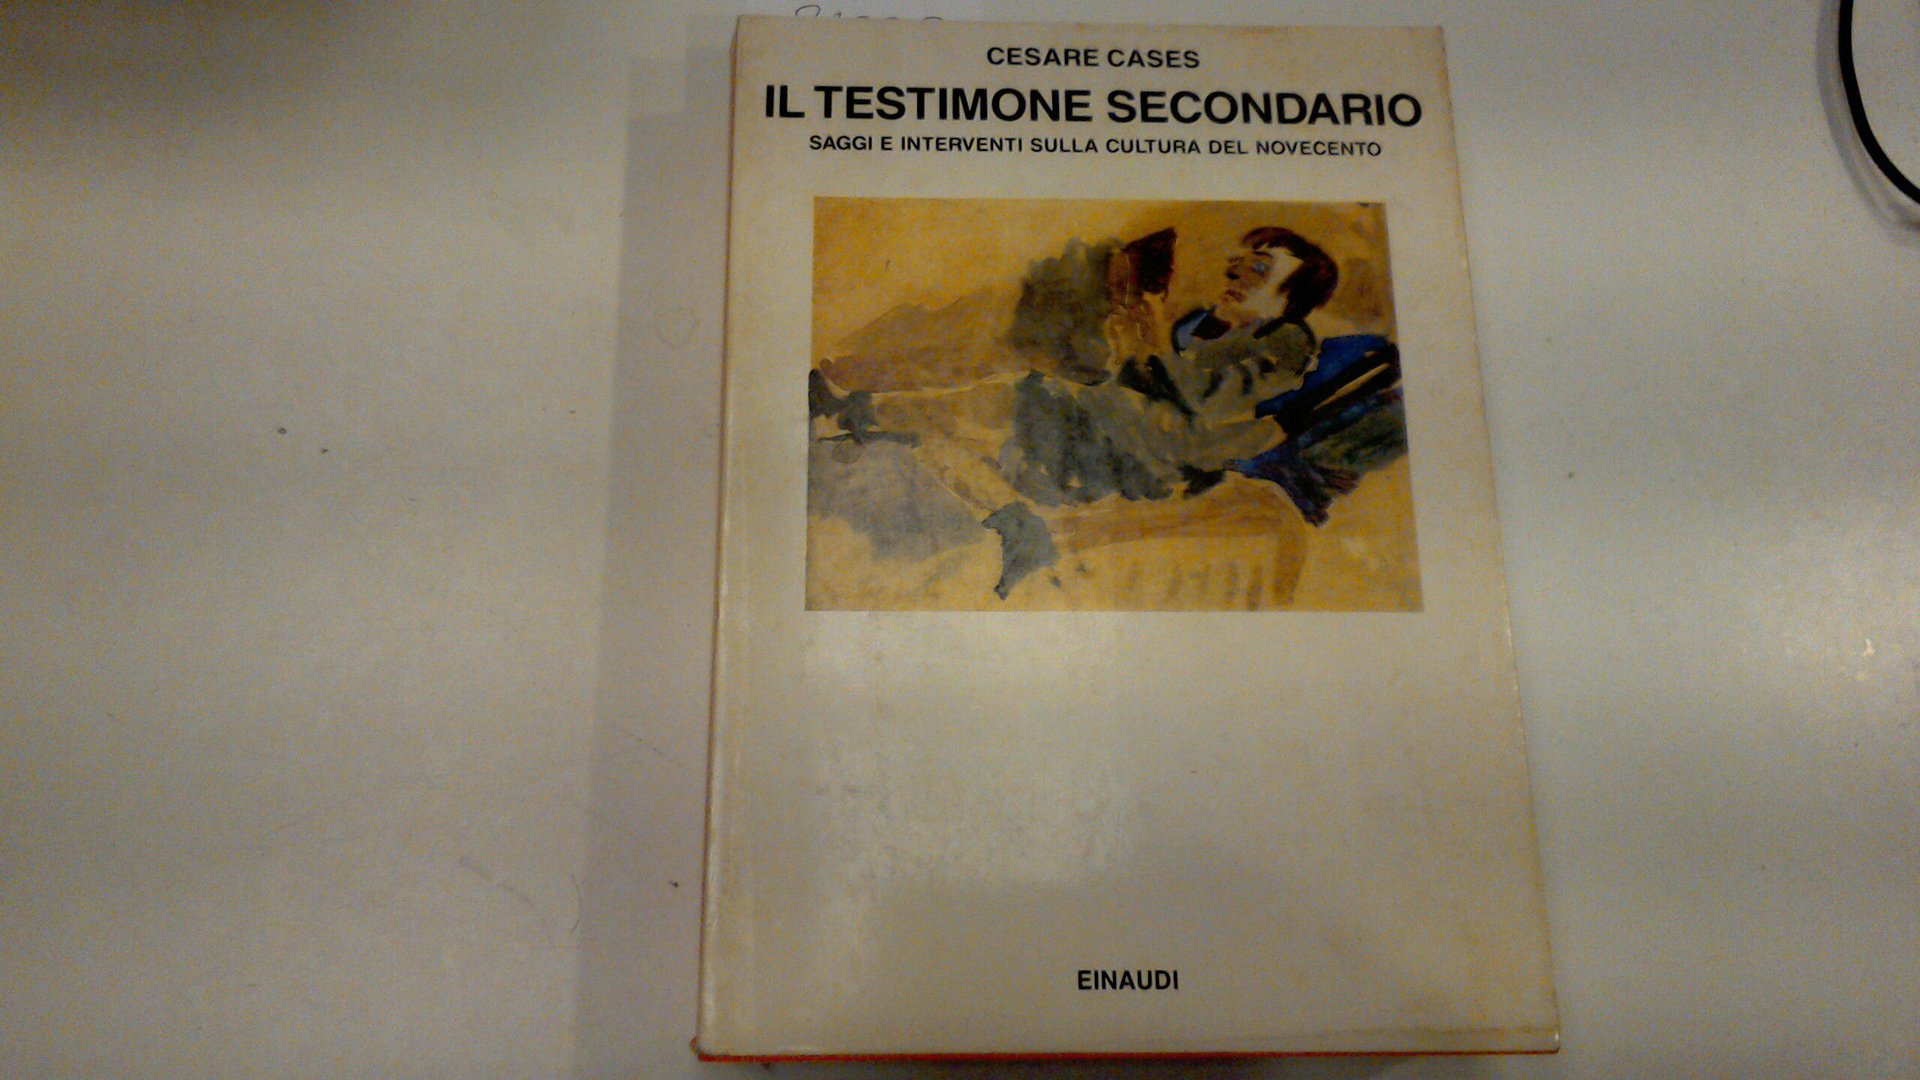 CESARE CASES
IL TESTIMONE SECONDARIO
SAGGI E INTERVENTI SULLA CULTURA DEL NOVECENTO
EINAUDI